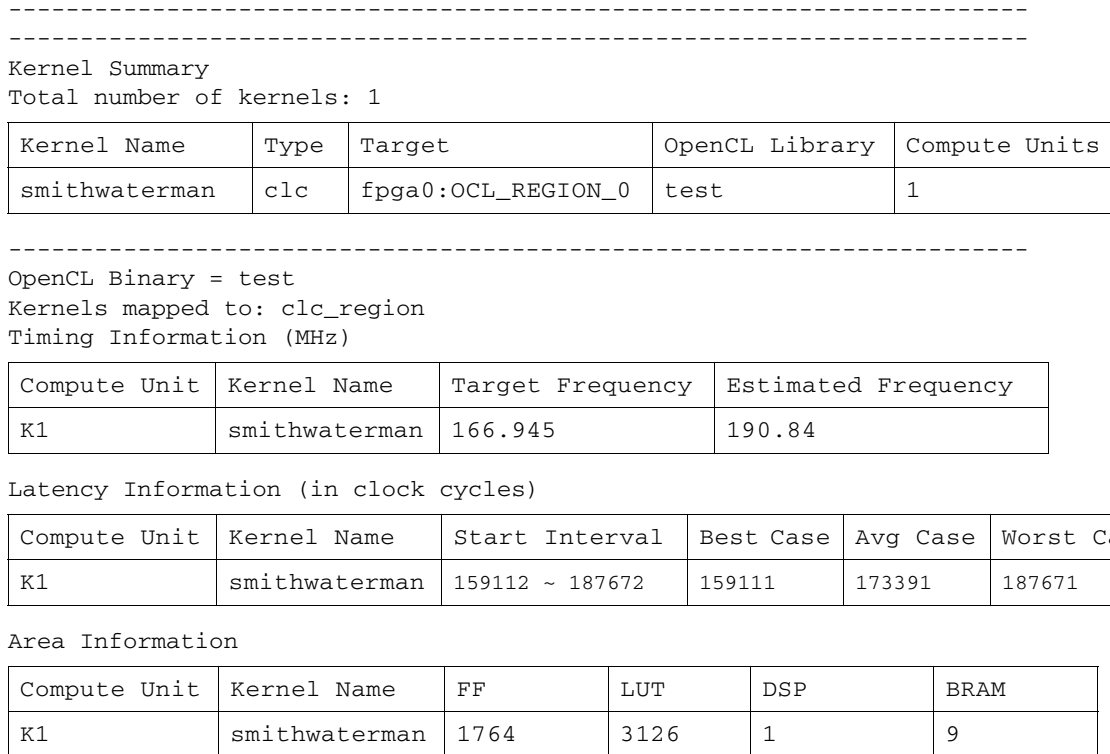 -----------------------------------------------------------------------
-----------------------------------------------------------------------
Kernel Summary
Total number of kernels: 1
Kernel Name Type Target OpenCL Library Compute Units
smithwaterman clc fpga0:OCL_REGION_0 test 1
-----------------------------------------------------------------------
OpenCL Binary = test
Kernels mapped to: clc_region
Timing Information (MHz)
Compute Unit Kernel Name Target Frequency Estimated Frequency
K1 smithwaterman 166.945 190.84
Latency Information (in clock cycles)
Compute Unit Kernel Name Start Interval Best Case Avg Case Worst
K1 smithwaterman 159112 ~ 187672 159111 173391 187671
Area Information
Compute Unit Kernel Name FF LUT DSP BRAM
K1 smithwaterman 1764 3126 1 9